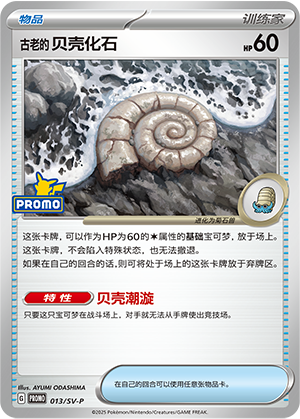 物品 训练家
古老的 贝壳化石 HP 60
PROMO
进化为菊石兽
这张卡牌，可以作为HP为60的✶属性的基础宝可梦，放于场上。
这张卡牌，不会陷入特殊状态，也无法撤退。
如果在自己的回合的话，则可将处于场上的这张卡牌放于弃牌区。
特性 贝壳潮漩
只要这只宝可梦在战斗场上，对手就无法从手牌使出竞技场。
Illus. AYUMI ODASHIMA
G PROMO 013/SV-P
在自己的回合可以使用任意张物品卡。
©2025 Pokémon/Nintendo/Creatures/GAME FREAK.